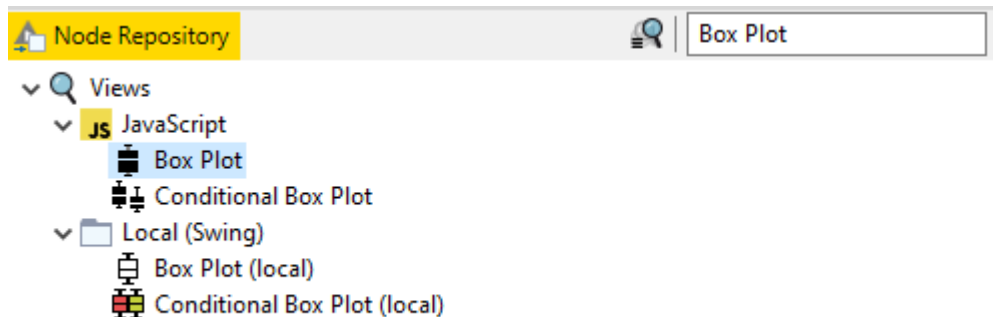 Node Repository Box Plot
Views
JS JavaScript
Box Plot
Conditional Box Plot
Local (Swing)
Box Plot (local)
Conditional Box Plot (local)